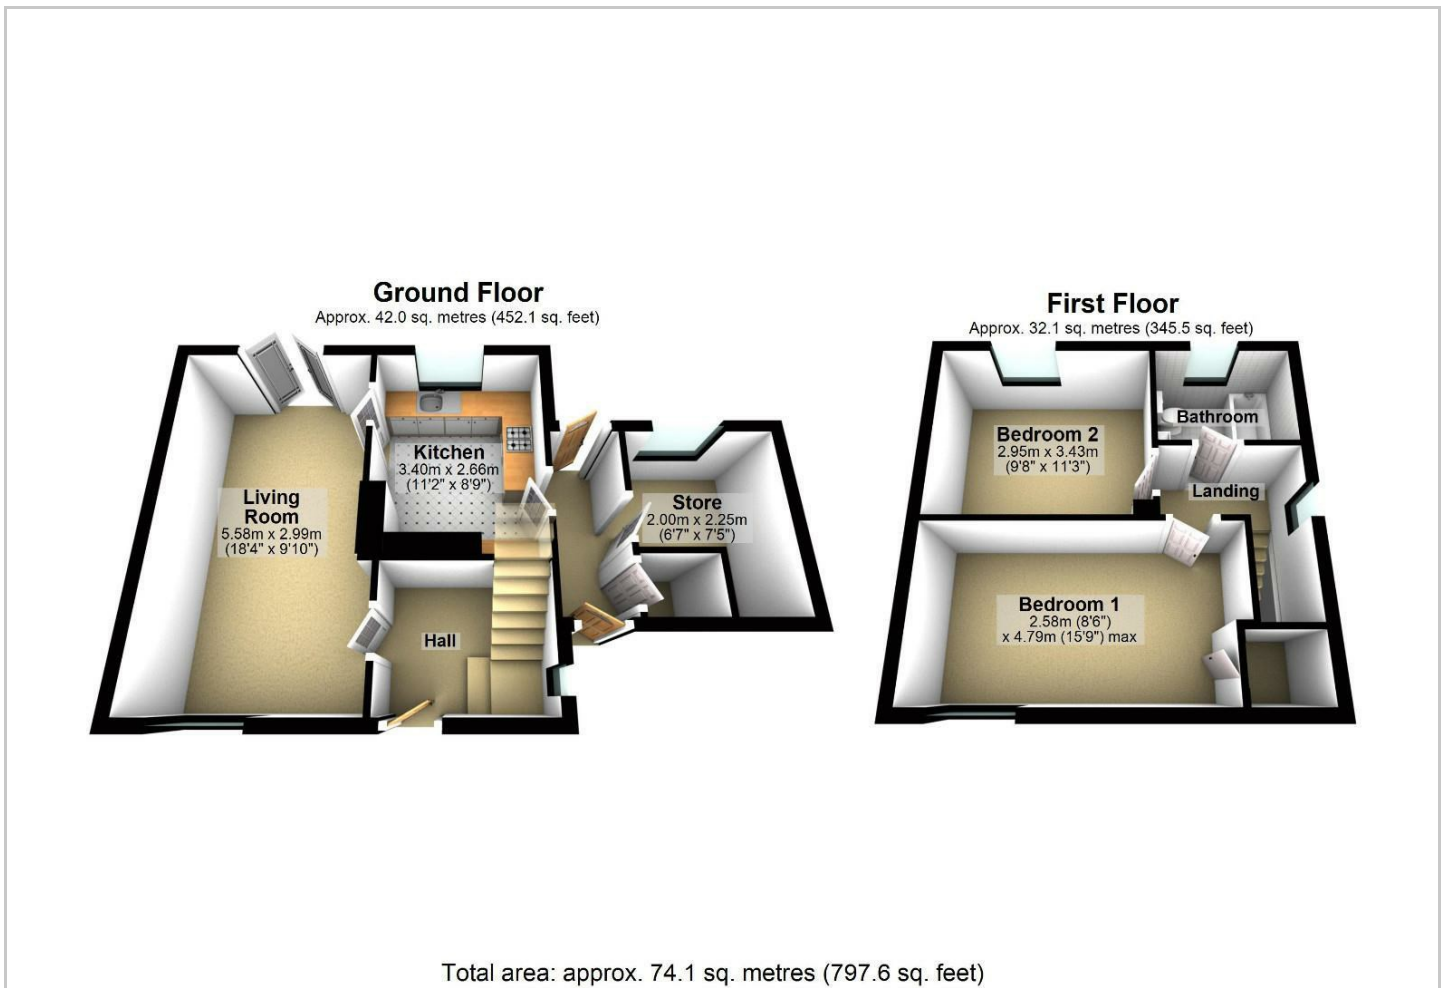 Ground Floor
Approx. 42.0 sq. metres (452.1 sq. feet)
Living
Room
5.58m x 2.99m
(18'4" x 9'10")
Kitchen
3.40m x 2.66m
(11'2" x 8'9")
Store
2.00m x 2.25m
(6'7" x 7'5")
Hall
First Floor
Approx. 32.1 sq. metres (345.5 sq. feet)
Bedroom 2
2.95m x 3.43m
(9'8" x 11'3")
Bathroom
Landing
Bedroom 1
2.58m (8'6")
x 4.79m (15'9") max
Total area: approx. 74.1 sq. metres (797.6 sq. feet)